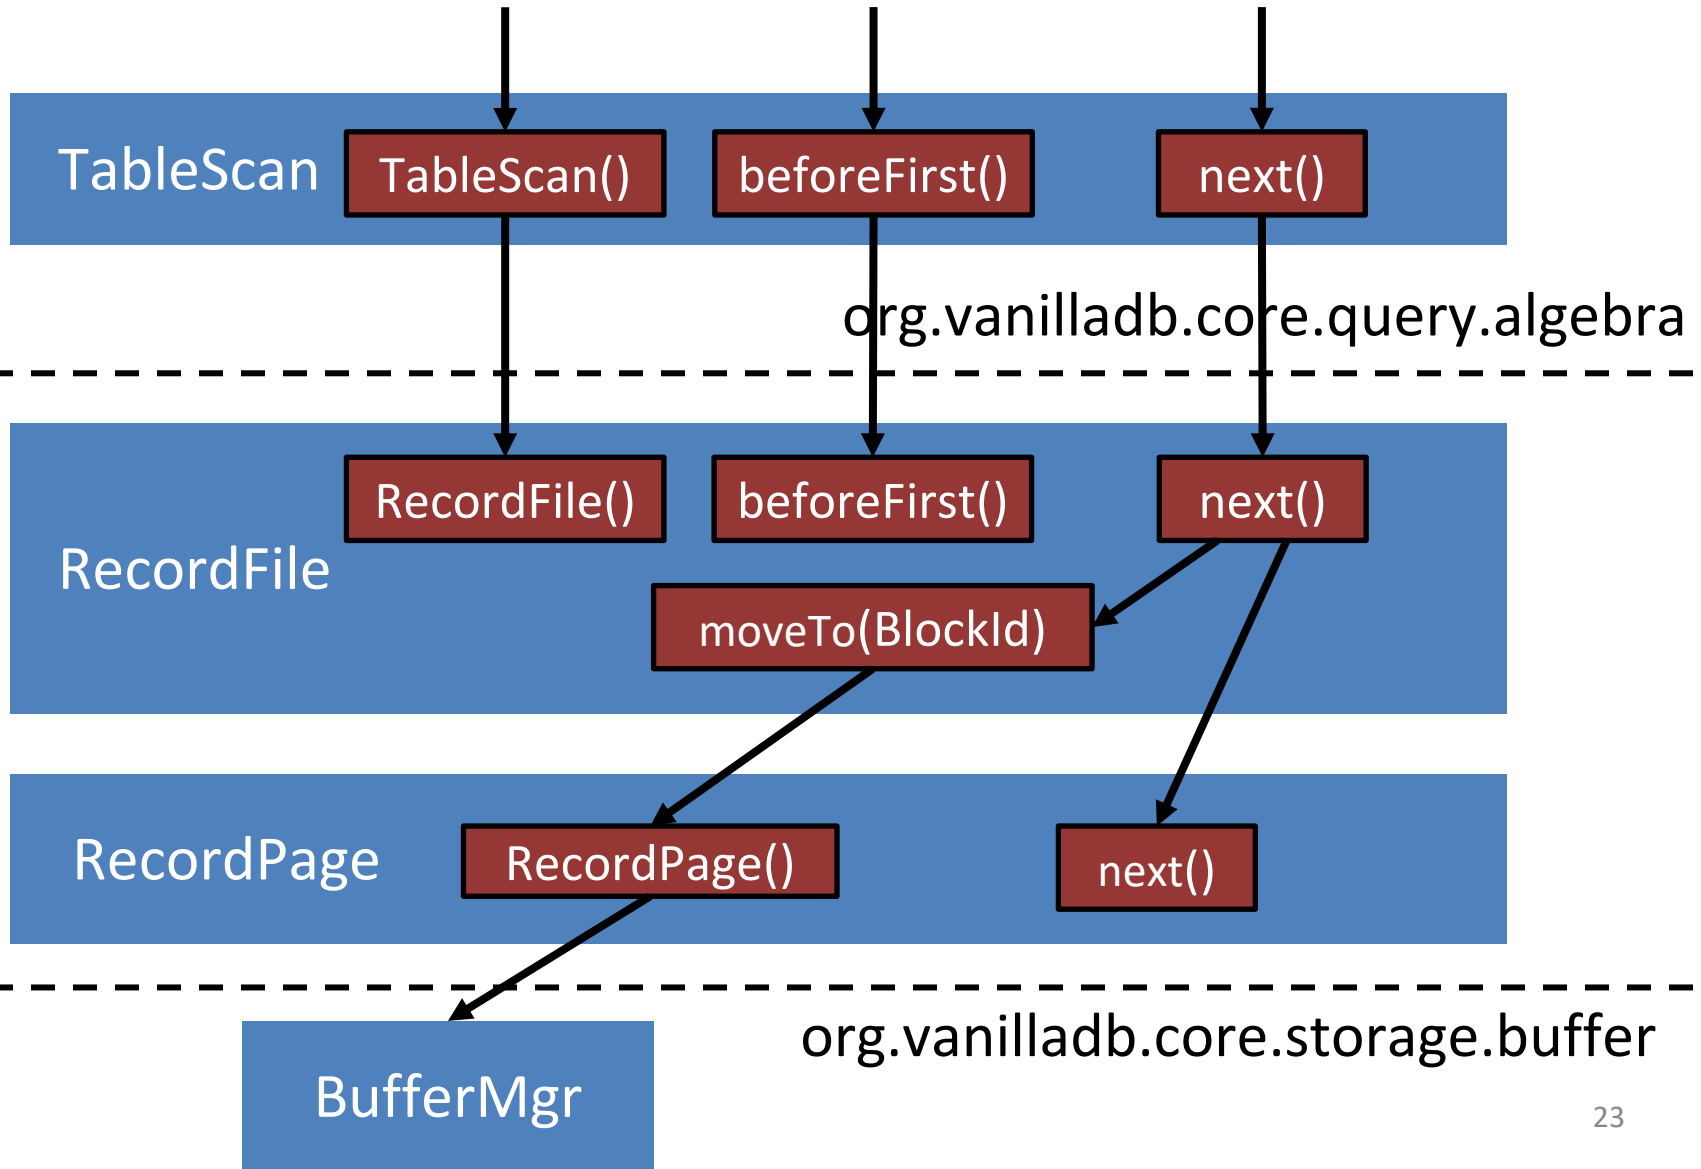 TableScan
TableScan()
beforeFirst()
next()
org.vanilladb.core.query.algebra
RecordFile
RecordFile()
beforeFirst()
next()
moveTo(BlockId)
RecordPage
RecordPage()
next()
org.vanilladb.core.storage.buffer
BufferMgr
23